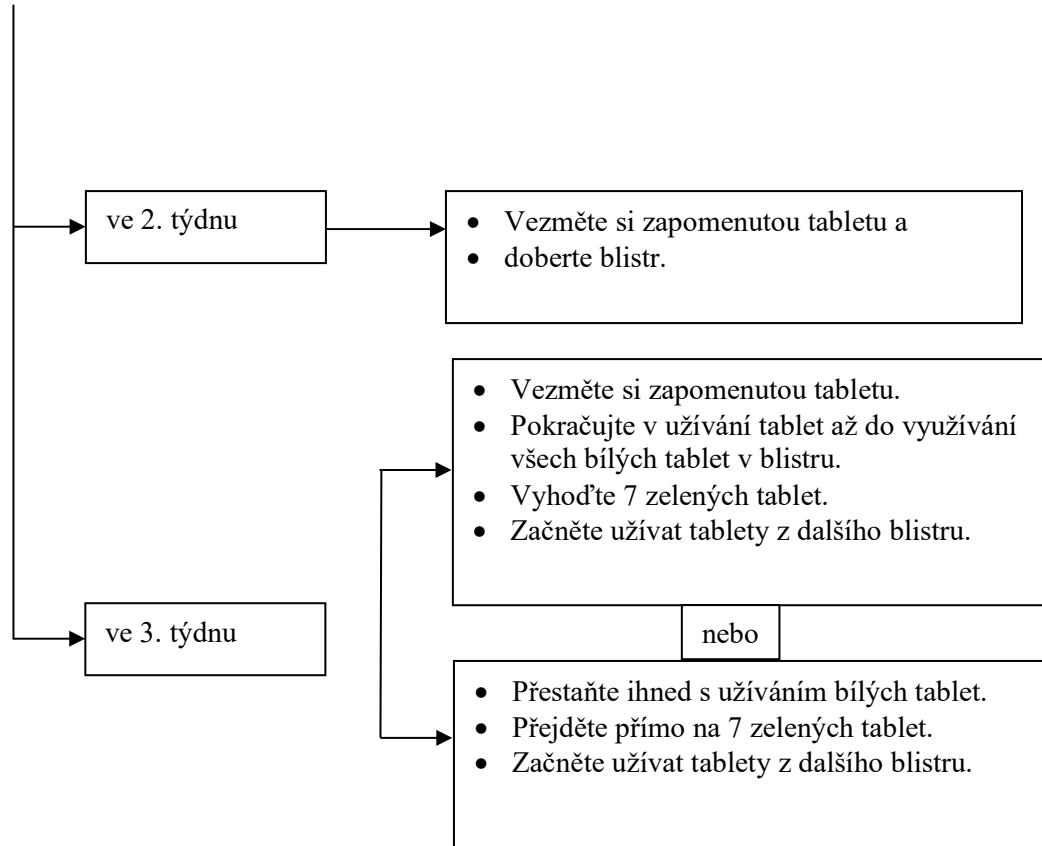 ve 2. týdnu
• Vezměte si zapomenutou tabletu a
• doberte blistr.
ve 3. týdnu
• Vezměte si zapomenutou tabletu.
• Pokračujte v užívání tablet až do využívání
všech bílých tablet v blistru.
• Vyhoďte 7 zelených tablet.
• Začněte užívat tablety z dalšího blistru.
nebo
• Přestaňte ihned s užíváním bílých tablet.
• Přejděte přímo na 7 zelených tablet.
• Začněte užívat tablety z dalšího blistru.